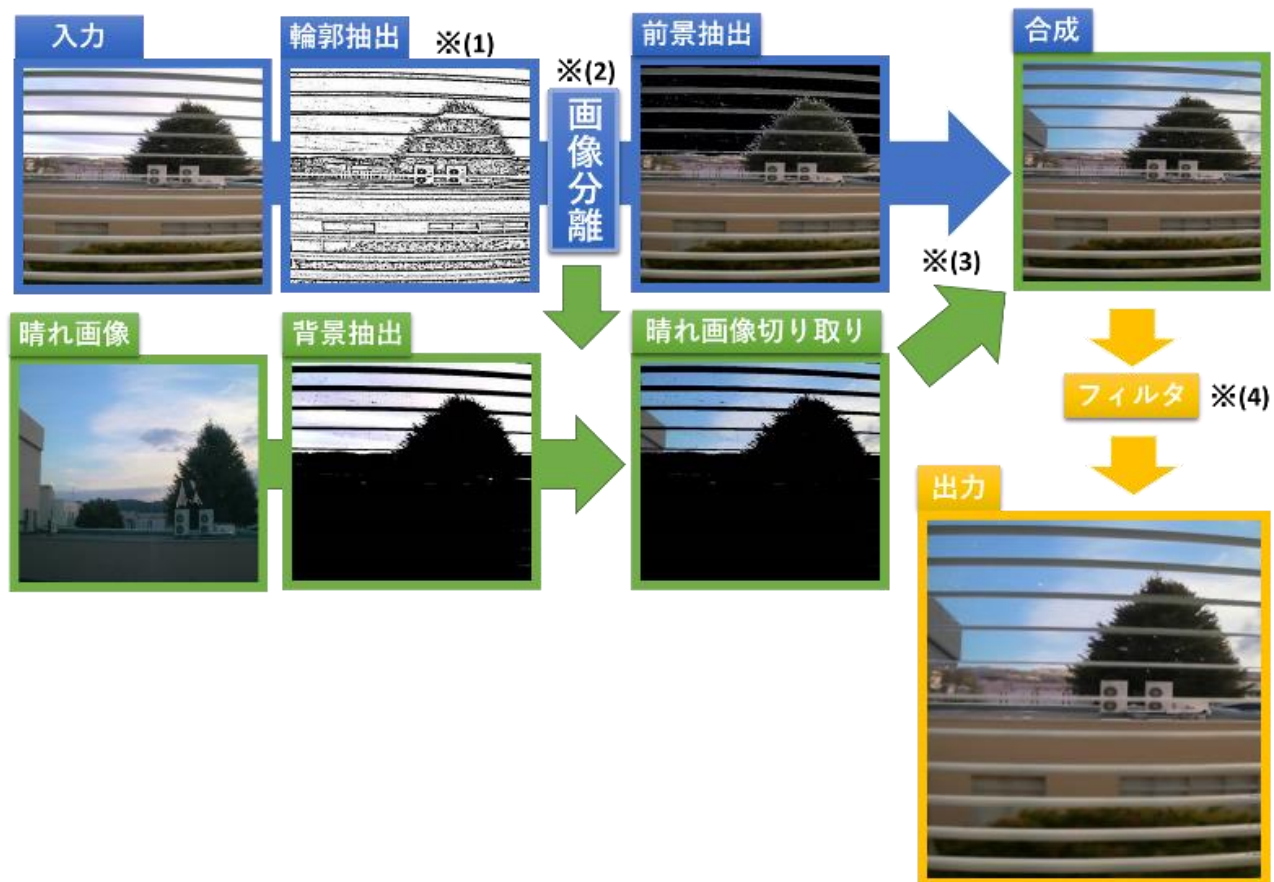 入力
輪郭抽出
※(1)
※(2)
画像分離
前景抽出
合成
※(3)
晴れ画像
背景抽出
晴れ画像切り取り
フィルタ
※(4)
出力